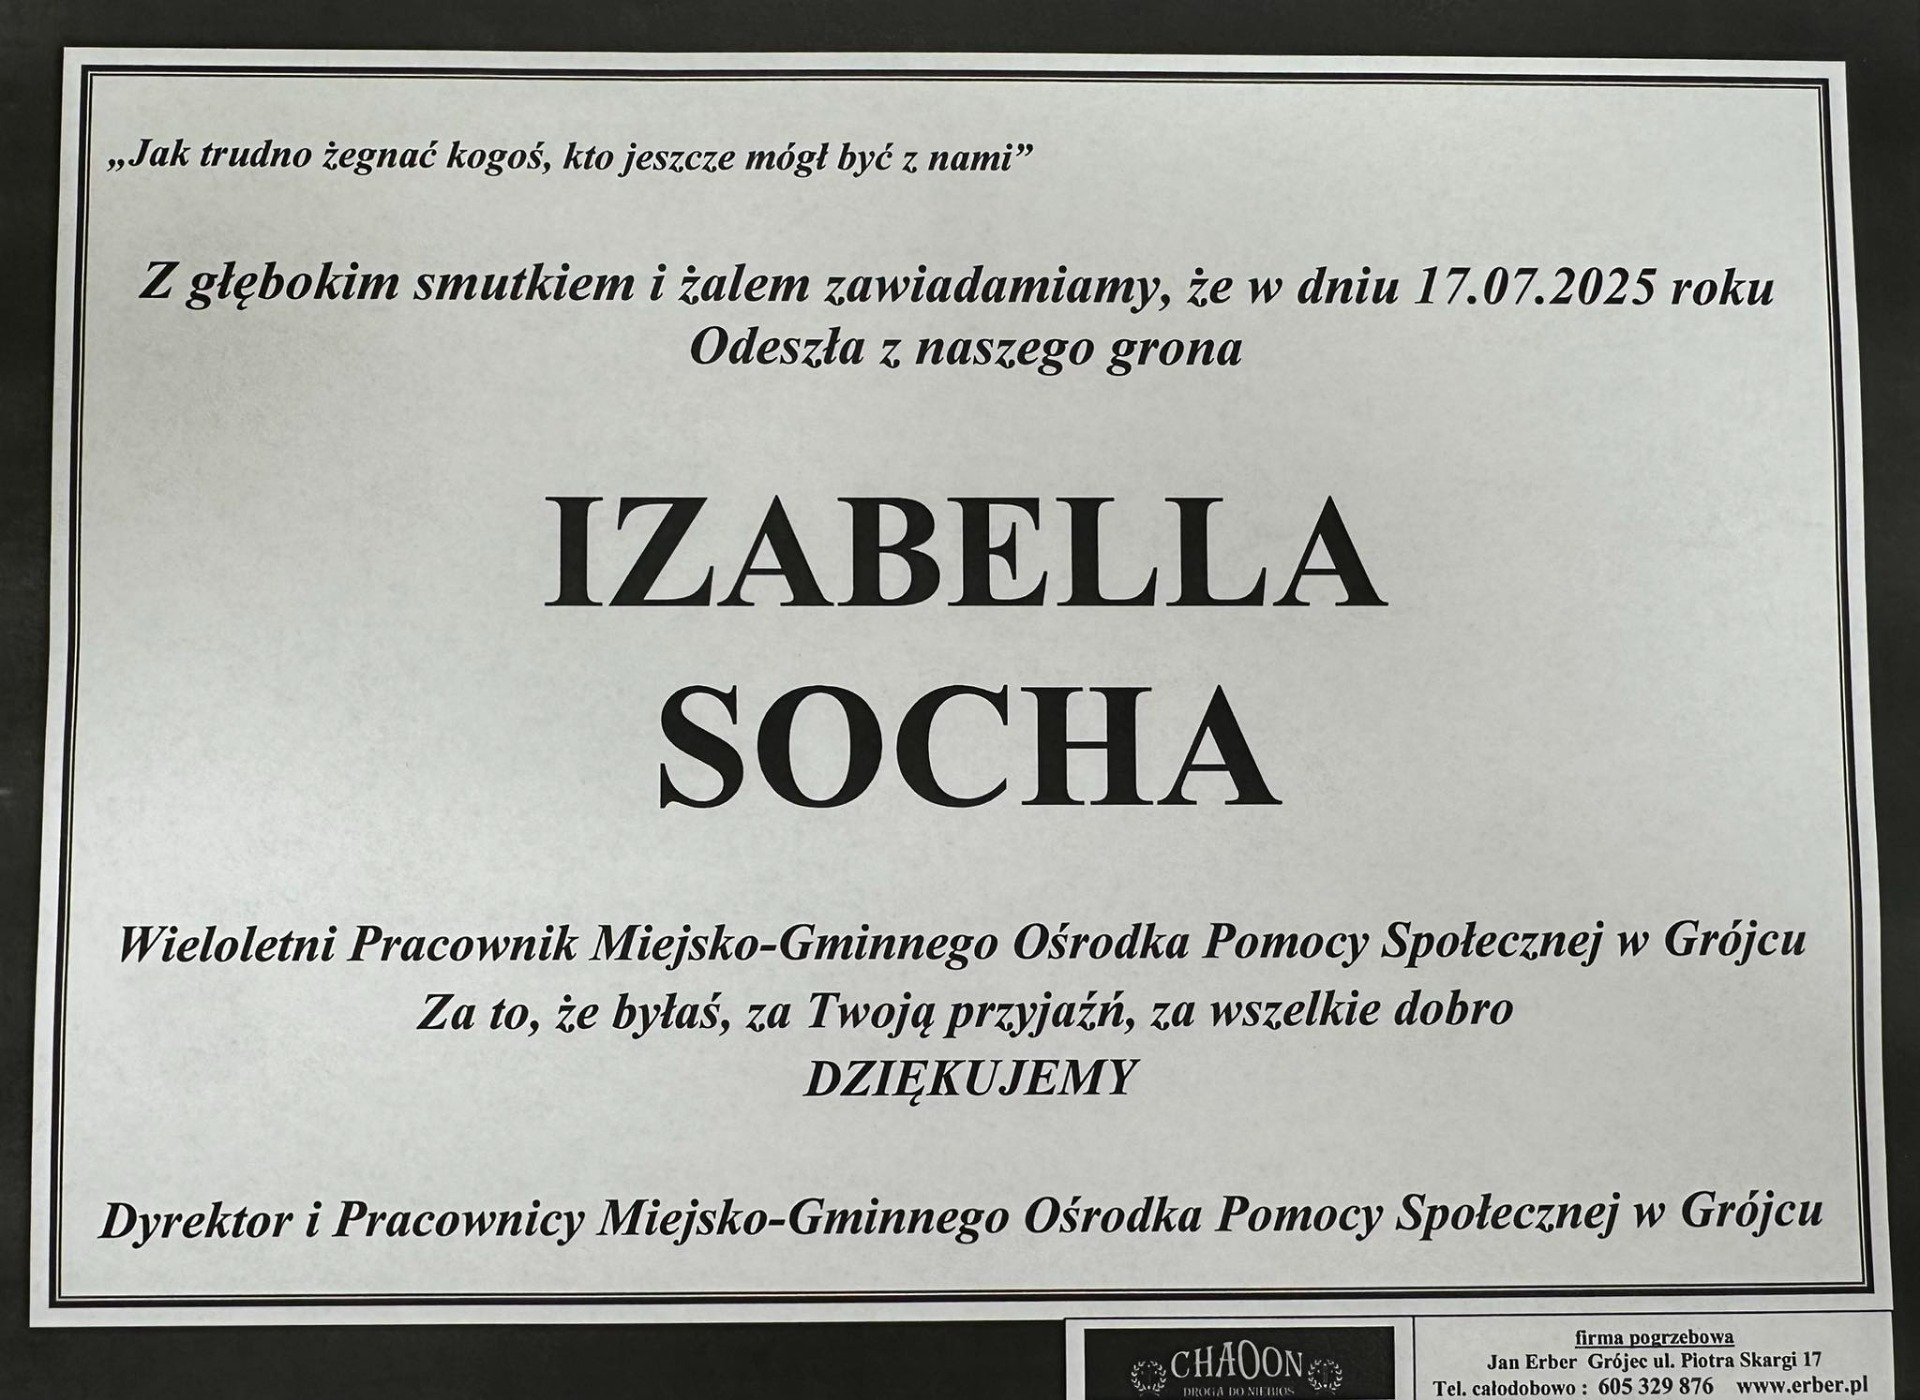 „Jak trudno żegnać kogoś, kto jeszcze mógł być z nami”
Z głębokim smutkiem i żalem zawiadamiamy, że w dniu 17.07.2025 roku
Odeszła z naszego grona
IZABELLA
SOCHA
Wieloletni Pracownik Miejsko-Gminnego Ośrodka Pomocy Społecznej w Grójcu
Za to, że byłaś, za Twoją przyjaźń, za wszelkie dobro
DZIĘKUJEMY
Dyrektor i Pracownicy Miejsko-Gminnego Ośrodka Pomocy Społecznej w Grójcu
CHAOON
DROGA DO NIEBIOS
firma pogrzebowa
Jan Erber Grójec ul. Piotra Skargi 17
Tel. całodobowo : 605 329 876 www.erber.pl